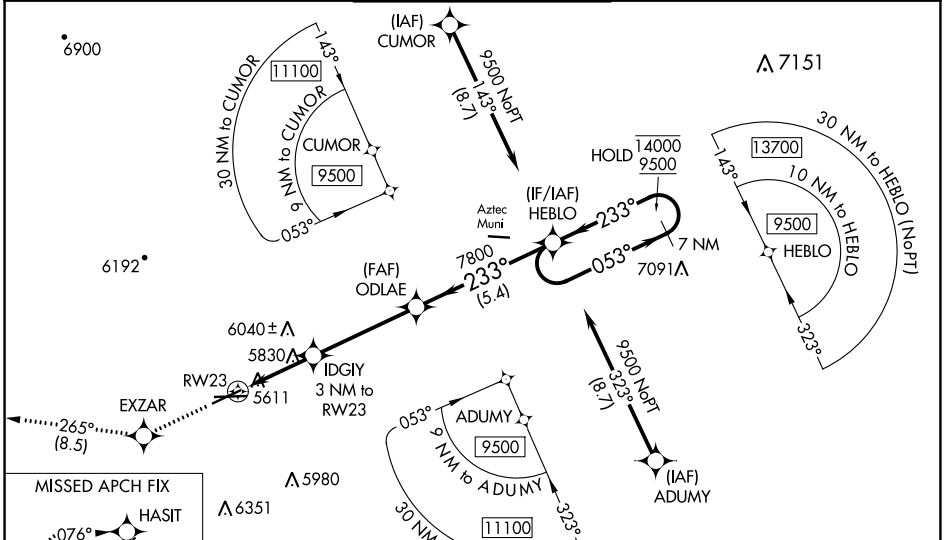 (IAF)
CUMOR
6900
143°
11100
30 NM to CUMOR
9 NM to CUMOR
CUMOR
9500
053°
9500 NoPT
143°
(8.7)
7151
HOLD
14000
9500
30 NM to HEBLO (NoPT)
13700
143°
10 NM to HEBLO
9500
HEBLO
323°
(IF/IAF)
HEBLO
Aztec
Muni
233°
053°
7 NM
7091
6192
7800
233°
(5.4)
(FAF)
ODLAE
6040±
5830
IDGIY
3 NM to
RW23
RW23
5611
EXZAR
265°
(8.5)
9500 NoPT
323°
(8.7)
053°
ADUMY
9500
9 NM to ADUMY
323°
30 NM
11100
(IAF)
ADUMY
5980
6351
MISSED APCH FIX
HASIT
076°